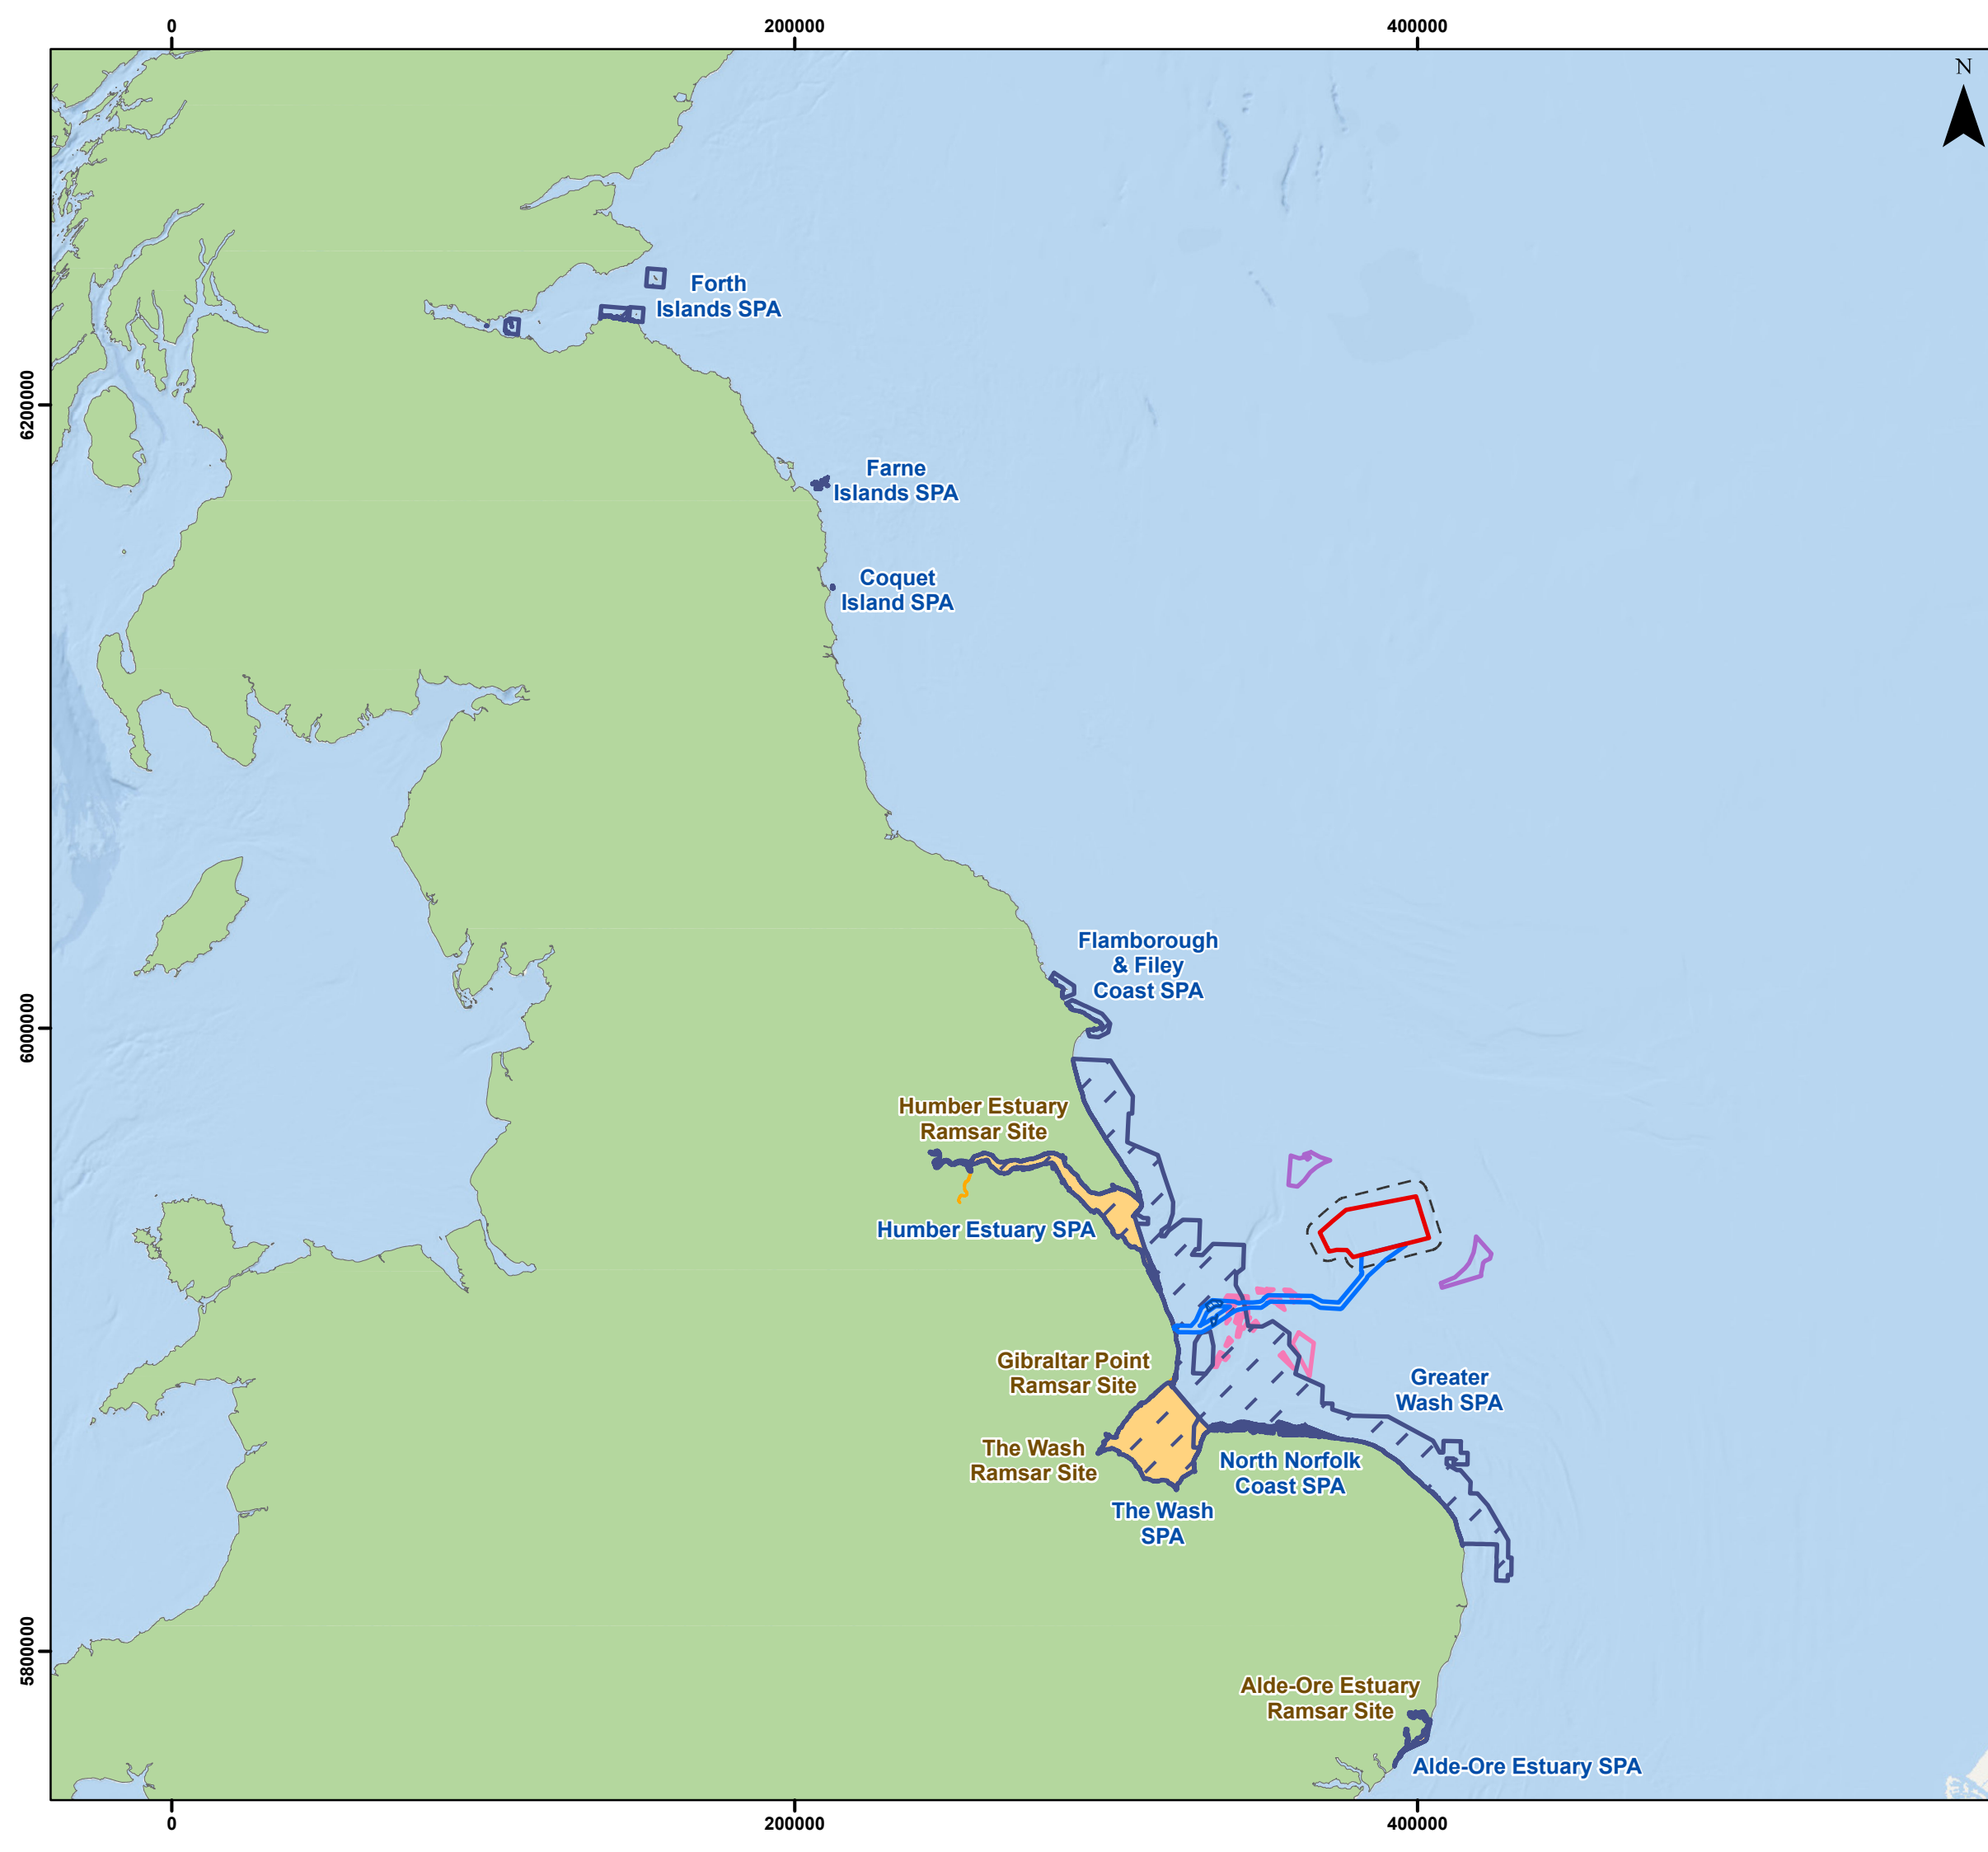 0
200000
400000
N
Forth
Islands SPA
6200000
Farne
Islands SPA
Coquet
Island SPA
Flamborough
& Filey
Coast SPA
6000000
Humber Estuary
Ramsar Site
Humber Estuary SPA
Gibraltar Point
Ramsar Site
Greater
Wash SPA
The Wash
Ramsar Site
North Norfolk
Coast SPA
The Wash
SPA
5800000
Alde-Ore Estuary
Ramsar Site
Alde-Ore Estuary SPA
0
200000
400000